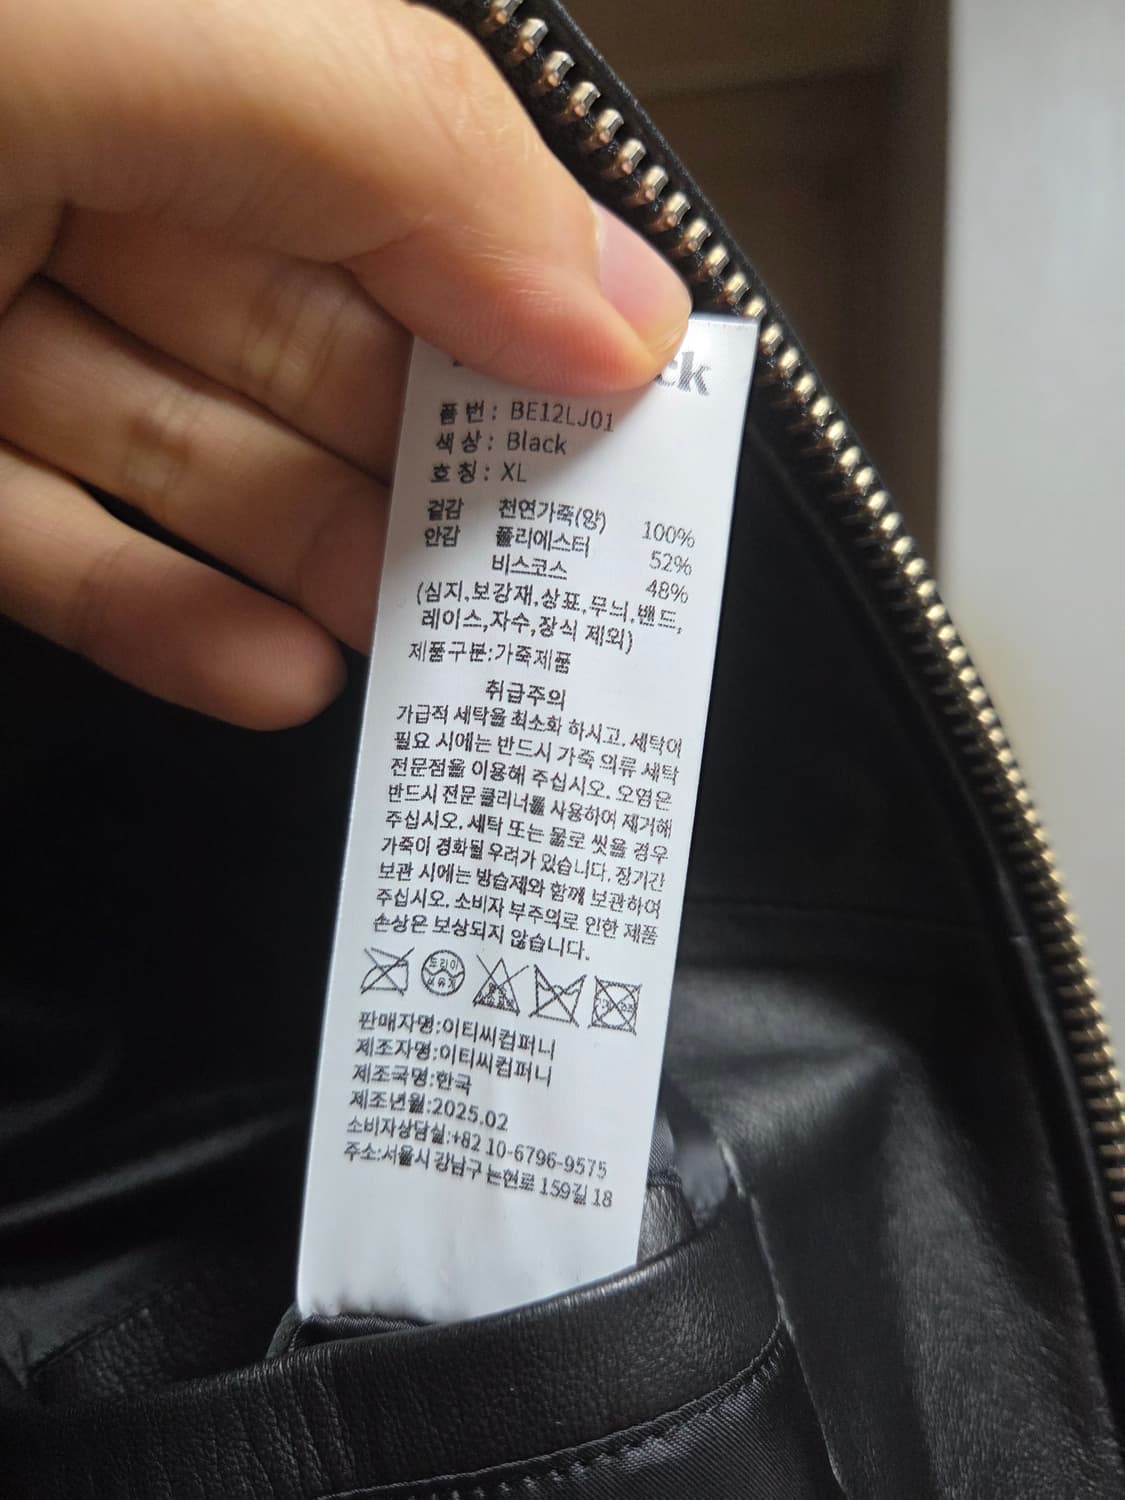 ck
품 번 : BE12LJ01
색 상 : Black
호 칭 : XL
겉감 천연가죽(양) 100%
안감 폴리에스터 52%
비스코스 48%
(심지,보강재,상표,무늬,밴드,
레이스,자수,장식 제외)
제품구분:가죽제품
취급주의
가급적 세탁을 최소화 하시고, 세탁이
필요 시에는 반드시 가죽 의류 세탁
전문점을 이용해 주십시오. 오염은
반드시 전문 클리너를 사용하여 제거해
주십시오. 세탁 또는 물로 씻을 경우
가죽이 경화될 우려가 있습니다. 장기간
보관 시에는 방습제와 함께 보관하여
주십시오. 소비자 부주의로 인한 제품
손상은 보상되지 않습니다.
드라이
판매자명:이티씨컴퍼니
제조자명:이티씨컴퍼니
제조국명:한국
제조년월:2025.02
소비자상담실:+82 10-6796-9575
주소:서울시 강남구 논현로 159길 18